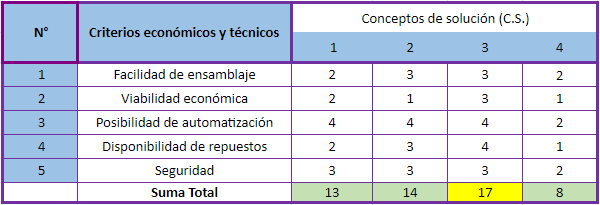 N° Criterios económicos y técnicos Conceptos de solución (C.S.)
1 2 3 4
1 Facilidad de ensamblaje 2 3 3 2
2 Viabilidad económica 2 1 3 1
3 Posibilidad de automatización 4 4 4 2
4 Disponibilidad de repuestos 2 3 4 1
5 Seguridad 3 3 3 2
Suma Total 13 14 17 8